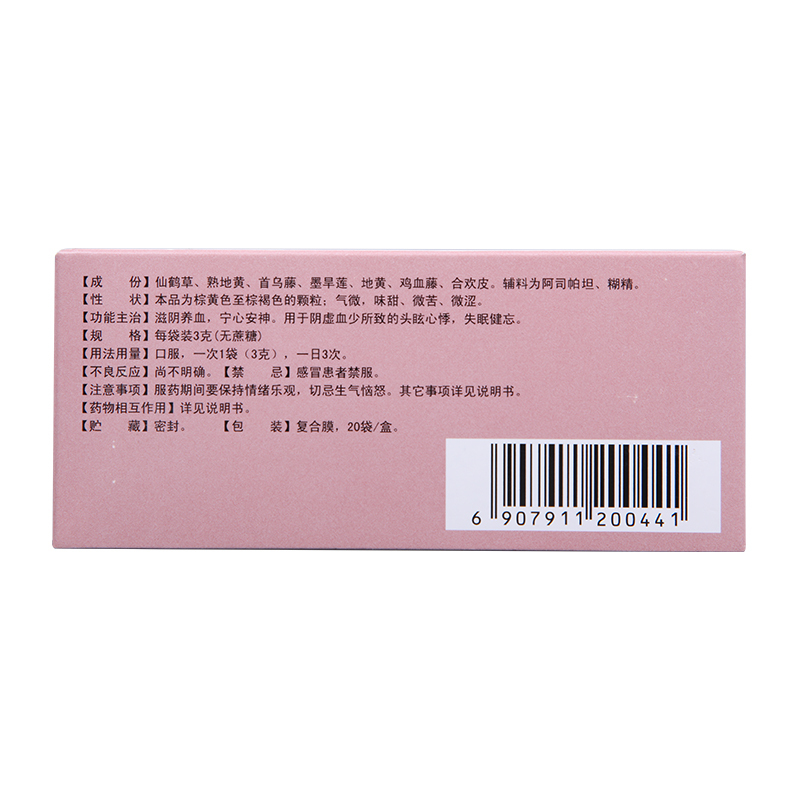 【成　份】仙鹤草、熟地黄、首乌藤、墨旱莲、地黄、鸡血藤、合欢皮。辅料为阿司帕坦、糊精。
【性　状】本品为棕黄色至棕褐色的颗粒；气微，味甜、微苦、微涩。
【功能主治】滋阴养血，宁心安神。用于阴虚血少所致的头眩心悸，失眠健忘。
【规　格】每袋装3克(无蔗糖)
【用法用量】口服，一次1袋（3克），一日3次。
【不良反应】尚不明确。【禁　忌】感冒患者禁服。
【注意事项】服药期间要保持情绪乐观，切忌生气恼怒。其它事项详见说明书。
【药物相互作用】详见说明书。
【贮　藏】密封。　【包　装】复合膜，20袋/盒。
6 907911 200441